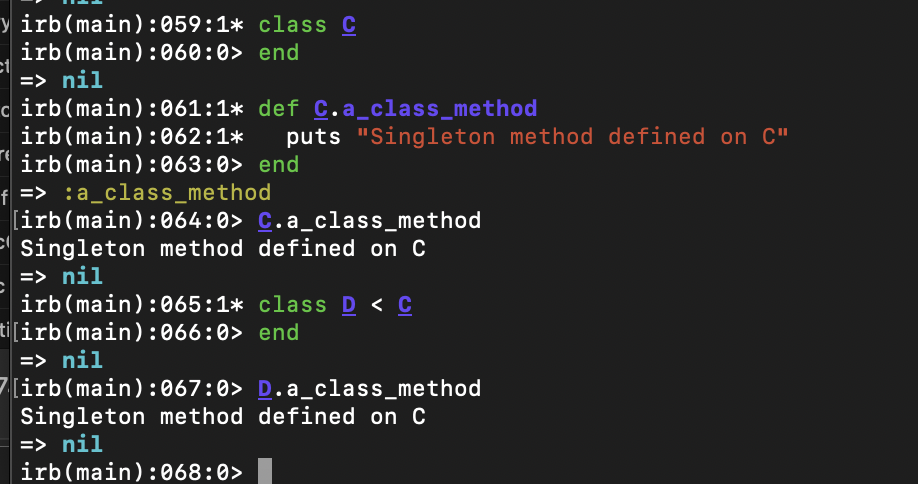 => nil
irb(main):059:1* class C
irb(main):060:0> end
=> nil
irb(main):061:1* def C.a_class_method
irb(main):062:1*   puts "Singleton method defined on C"
irb(main):063:0> end
=> :a_class_method
[irb(main):064:0> C.a_class_method
Singleton method defined on C
=> nil
irb(main):065:1* class D < C
[irb(main):066:0> end
=> nil
[irb(main):067:0> D.a_class_method
Singleton method defined on C
=> nil
irb(main):068:0>